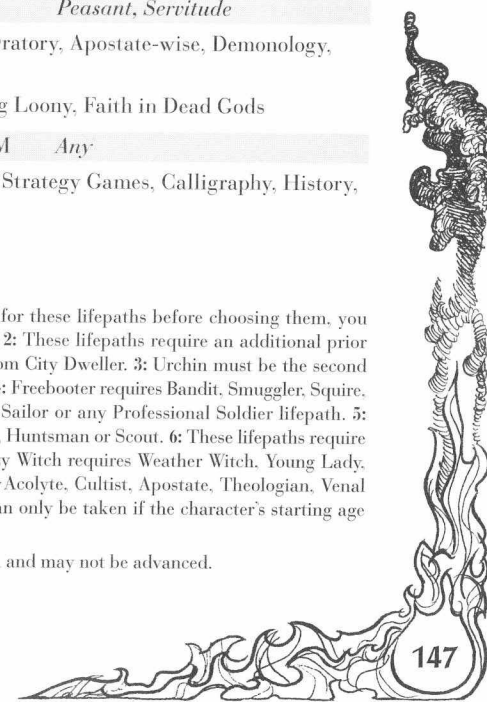 Peasant, Servitude
ratory, Apostate-wise, Demonology,
g Loony, Faith in Dead Gods
M Any
Strategy Games, Calligraphy, History,
for these lifepaths before choosing them, you
2: These lifepaths require an additional prior
om City Dweller. 3: Urchin must be the second
: Freebooter requires Bandit, Smuggler, Squire,
Sailor or any Professional Soldier lifepath. 5:
, Huntsman or Scout. 6: These lifepaths require
y Witch requires Weather Witch, Young Lady,
Acolyte, Cultist, Apostate, Theologian, Venal
an only be taken if the character's starting age
and may not be advanced.
147